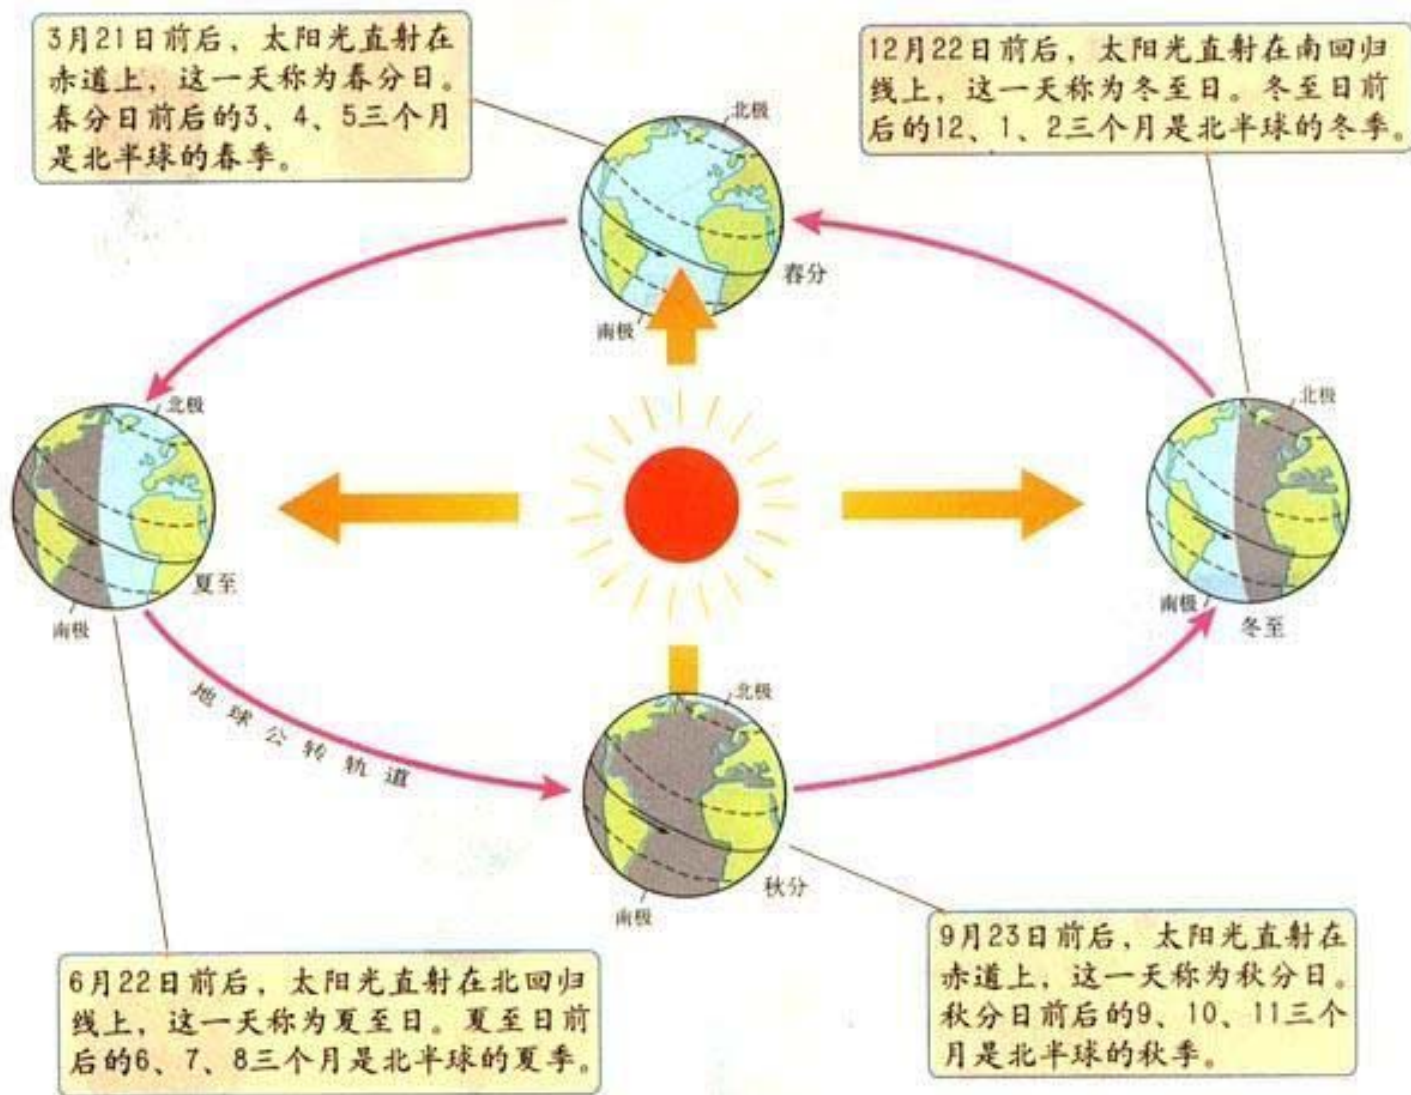 3月21日前后，太阳光直射在
赤道上，这一天称为春分日。
春分日前后的3、4、5三个月
是北半球的春季。
12月22日前后，太阳光直射在南回归
线上，这一天称为冬至日。冬至日前
后的12、1、2三个月是北半球的冬季。
北极
春分
南极
北极
夏至
南极
北极
南极
冬至
地球公转轨道
北极
秋分
南极
6月22日前后，太阳光直射在北回归
线上，这一天称为夏至日。夏至日前
后的6、7、8三个月是北半球的夏季。
9月23日前后，太阳光直射在
赤道上，这一天称为秋分日。
秋分日前后的9、10、11三个
月是北半球的秋季。